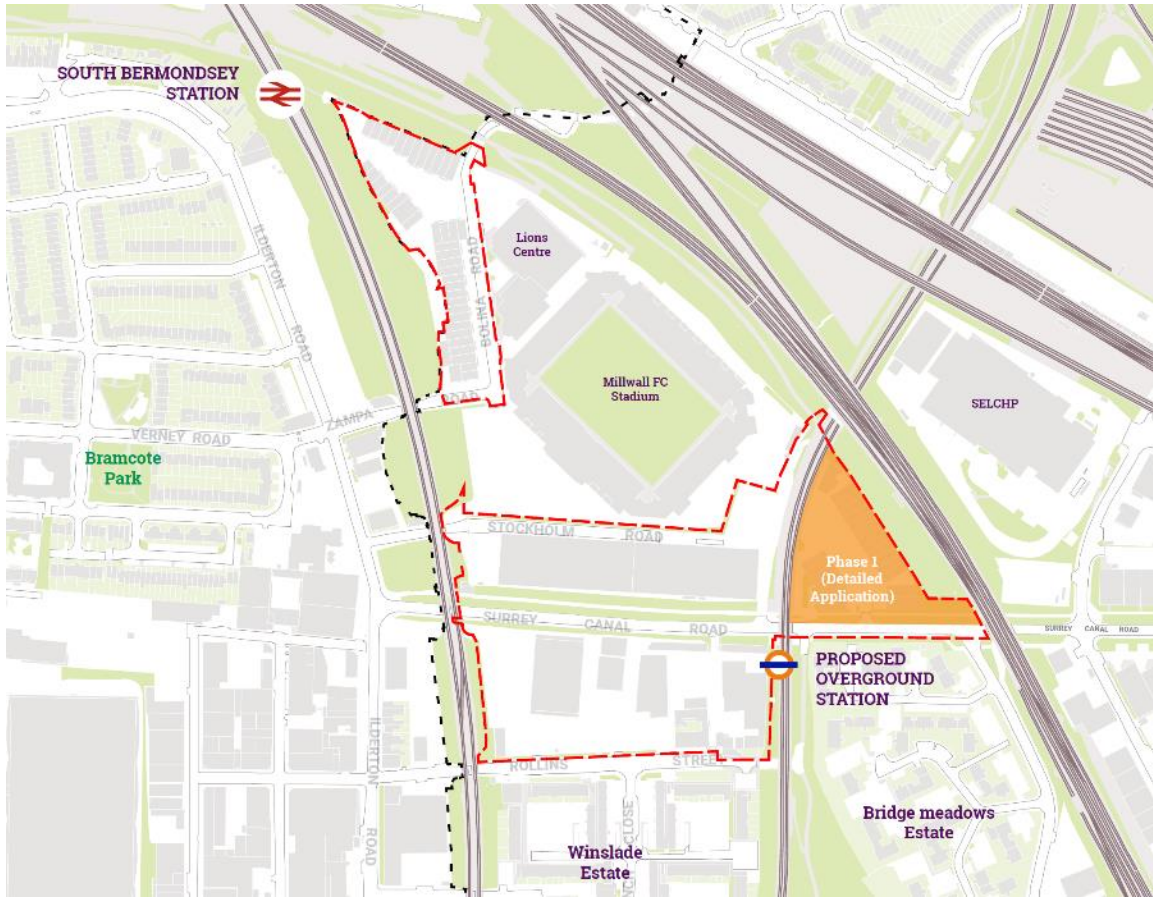 SOUTH BERMONDSEY
STATION
ILDERTON
ROAD
BOLINA ROAD
Lions
Centre
Millwall FC
Stadium
SELCHP
ZAMPA
ROAD
VERNEY ROAD
Bramcote
Park
STOCKHOLM ROAD
Phase 1
(Detailed
Application)
SURREY CANAL ROAD
SURREY CANAL ROAD
PROPOSED
OVERGROUND
STATION
ILDERTON
ROAD
ROLLINS STREET
Bridge meadows
Estate
Winslade
Estate